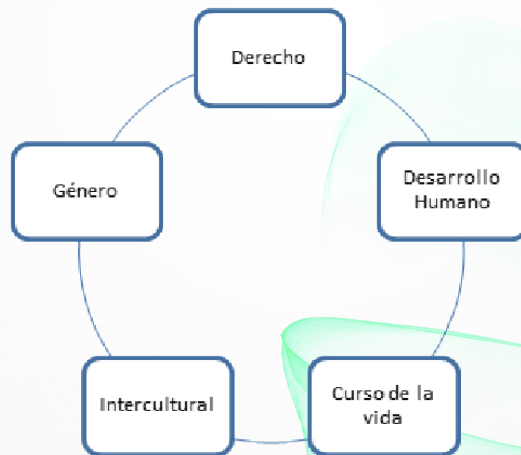 Derecho
Desarrollo
Humano
Curso de la
vida
Intercultural
Género